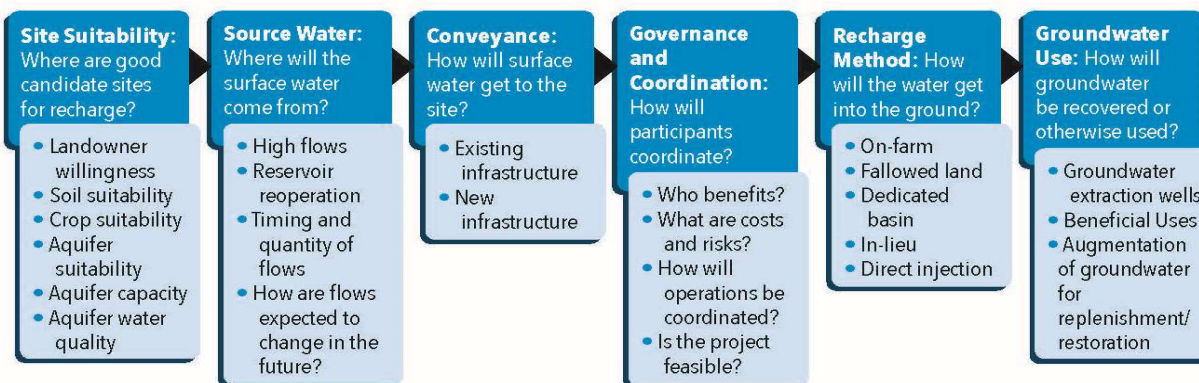 Site Suitability:
Where are good
candidate sites
for recharge?
• Landowner
willingness
• Soil suitability
• Crop suitability
• Aquifer
suitability
• Aquifer capacity
• Aquifer water
quality
Source Water:
Where will the
surface water
come from?
• High flows
• Reservoir
reoperation
• Timing and
quantity of
flows
• How are flows
expected to
change in the
future?
Conveyance:
How will surface
water get to the
site?
• Existing
infrastructure
• New
infrastructure
Governance
and
Coordination:
How will
participants
coordinate?
• Who benefits?
• What are costs
and risks?
• How will
operations be
coordinated?
• Is the project
feasible?
Recharge
Method: How
will the water get
into the ground?
• On-farm
• Fallowed land
• Dedicated
basin
• In-lieu
• Direct injection
Groundwater
Use: How will
groundwater
be recovered or
otherwise used?
• Groundwater
extraction wells
• Beneficial Uses
• Augmentation
of groundwater
for
replenishment/
restoration